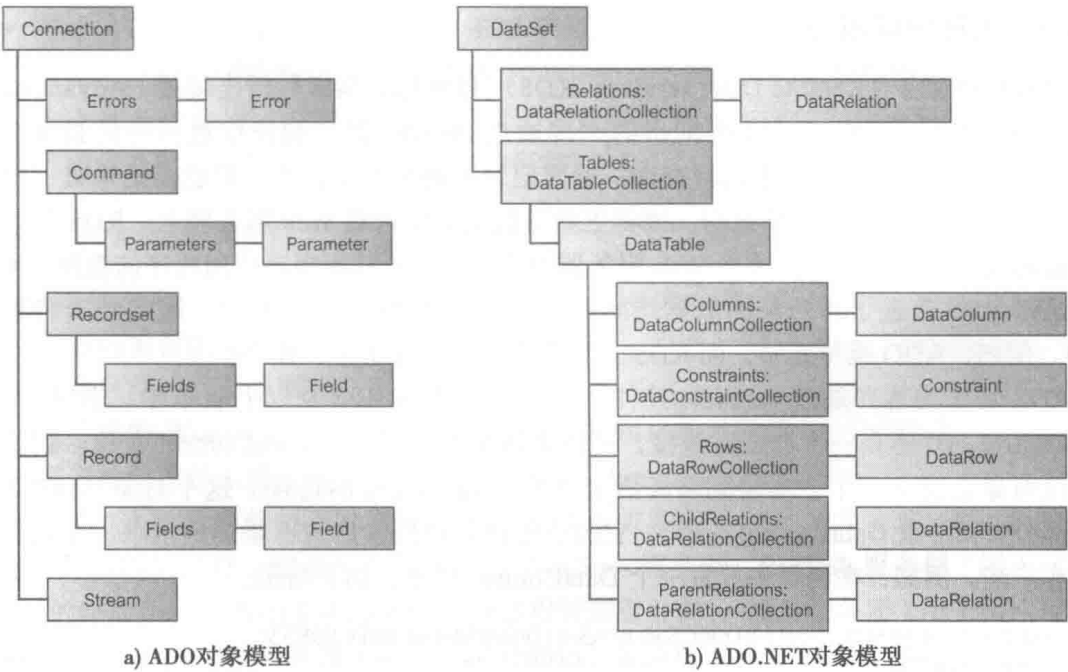 Connection
Errors
Error
Command
Parameters
Parameter
Recordset
Fields
Field
Record
Fields
Field
Stream
a) ADO对象模型
DataSet
Relations:
DataRelationCollection
DataRelation
Tables:
DataTableCollection
DataTable
Columns:
DataColumnCollection
DataColumn
Constraints:
DataConstraintCollection
Constraint
Rows:
DataRowCollection
DataRow
ChildRelations:
DataRelationCollection
DataRelation
ParentRelations:
DataRelationCollection
DataRelation
b) ADO.NET对象模型